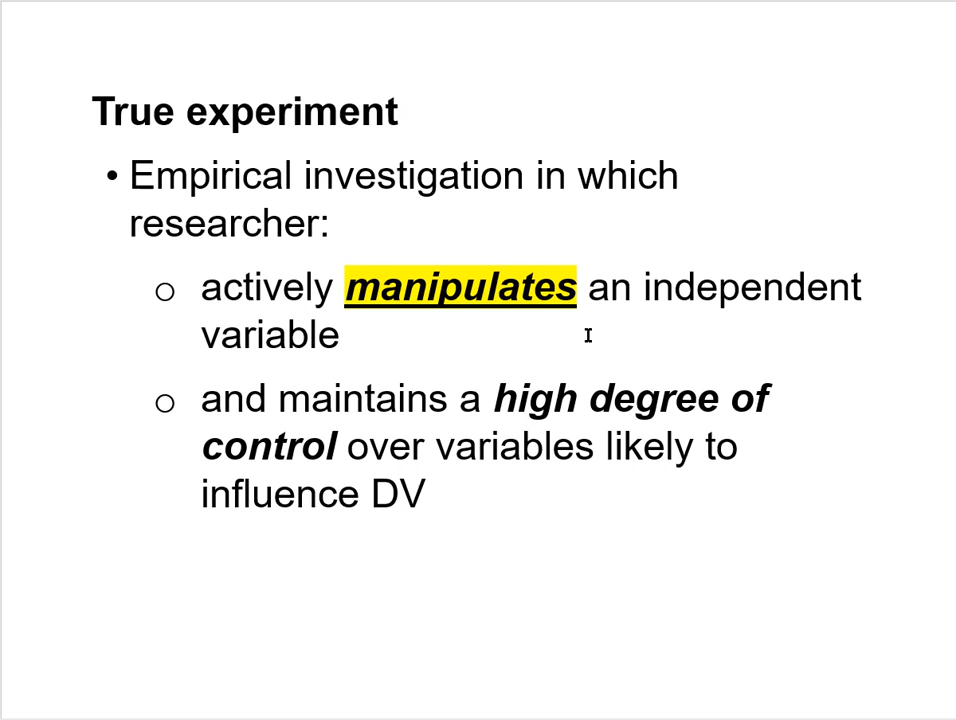 True experiment
• Empirical investigation in which
researcher:
o actively manipulates an independent
variable
o and maintains a high degree of
control over variables likely to
influence DV